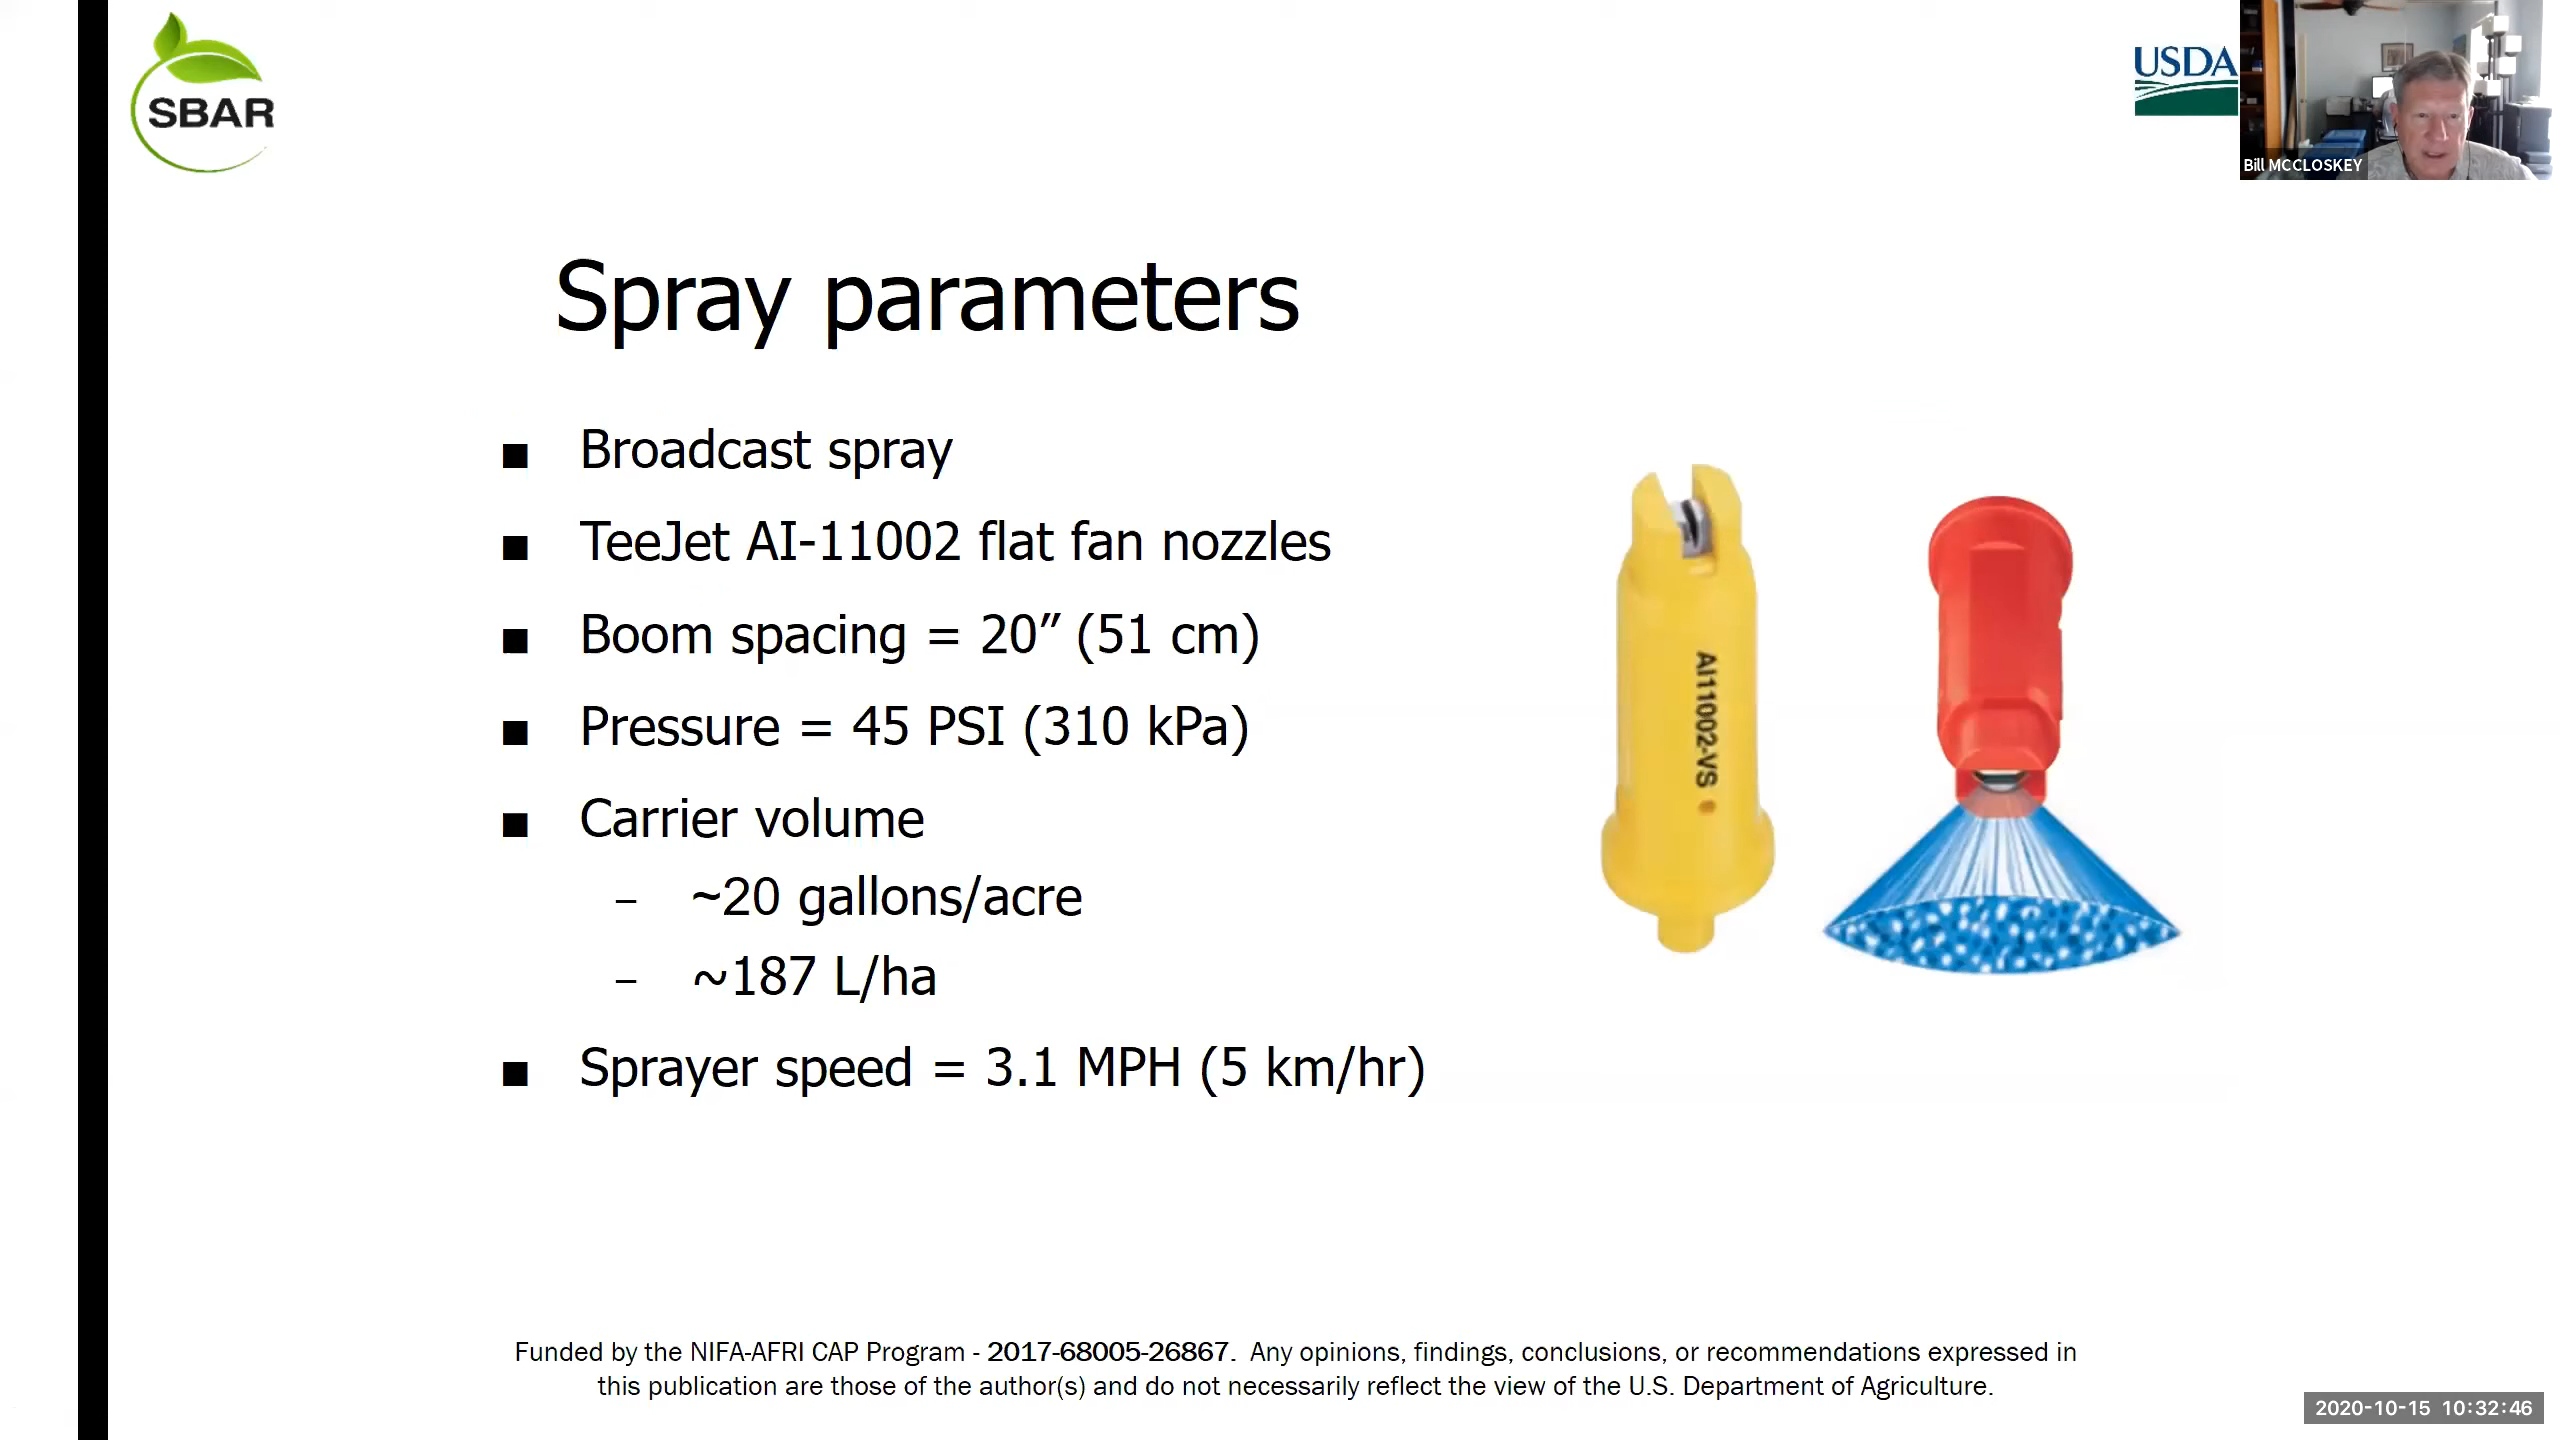 SBAR
USDA
Bill MCCLOSKEY
Spray parameters
■ Broadcast spray
■ TeeJet AI-11002 flat fan nozzles
■ Boom spacing = 20” (51 cm)
■ Pressure = 45 PSI (310 kPa)
■ Carrier volume
– ~20 gallons/acre
– ~187 L/ha
■ Sprayer speed = 3.1 MPH (5 km/hr)
AI11002-VS
Funded by the NIFA-AFRI CAP Program - 2017-68005-26867. Any opinions, findings, conclusions, or recommendations expressed in
this publication are those of the author(s) and do not necessarily reflect the view of the U.S. Department of Agriculture.
2020-10-15 10:32:46